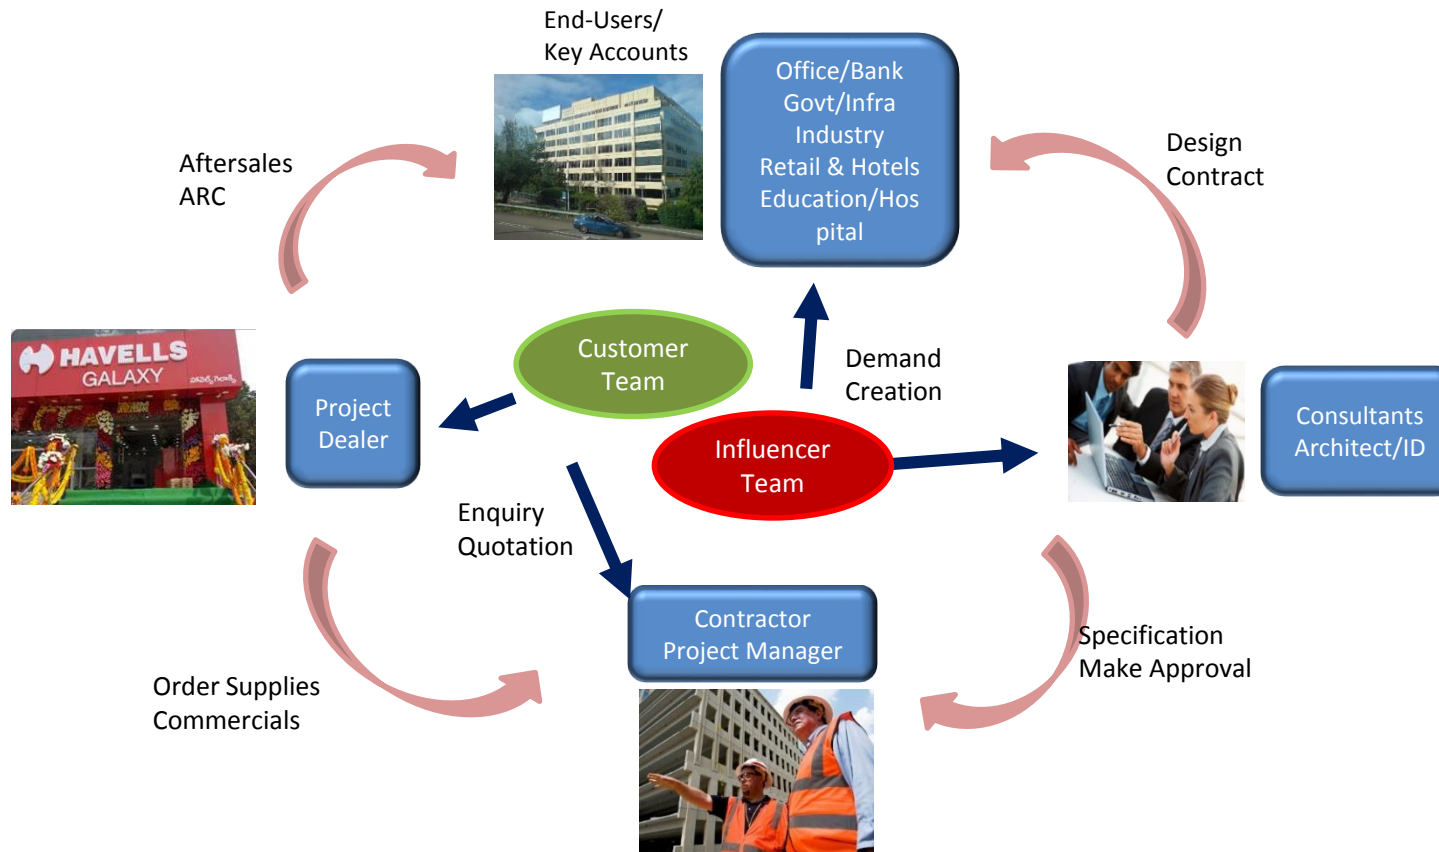 End-Users/
Key Accounts
Office/Bank
Govt/Infra
Industry
Retail & Hotels
Education/Hos
pital
Aftersales
ARC
Design
Contract
HAVELLS
GALAXY
హావెల్స్ గెలాక్సీ
Project
Dealer
Customer
Team
Demand
Creation
Influencer
Team
Consultants
Architect/ID
Enquiry
Quotation
Contractor
Project Manager
Specification
Make Approval
Order Supplies
Commercials